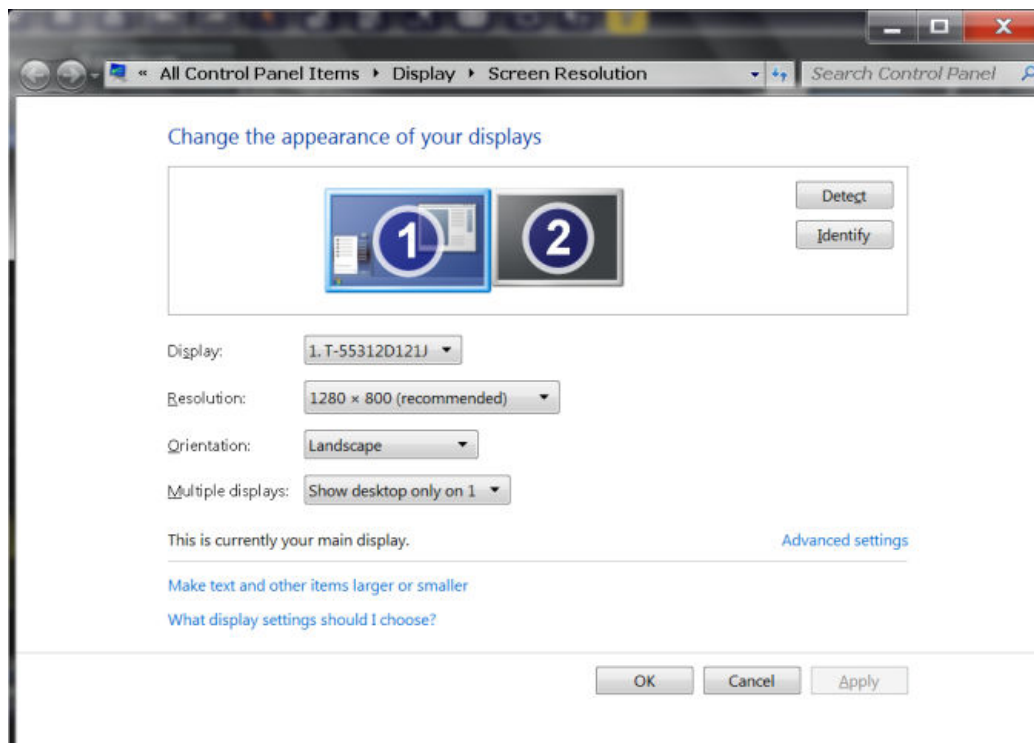 « All Control Panel Items ▸ Display ▸ Screen Resolution
Search Control Panel
Change the appearance of your displays
1
2
Detect
Identify
Display: 1. T-55312D121J
Resolution: 1280 × 800 (recommended)
Orientation: Landscape
Multiple displays: Show desktop only on 1
This is currently your main display. Advanced settings
Make text and other items larger or smaller
What display settings should I choose?
OK Cancel Apply